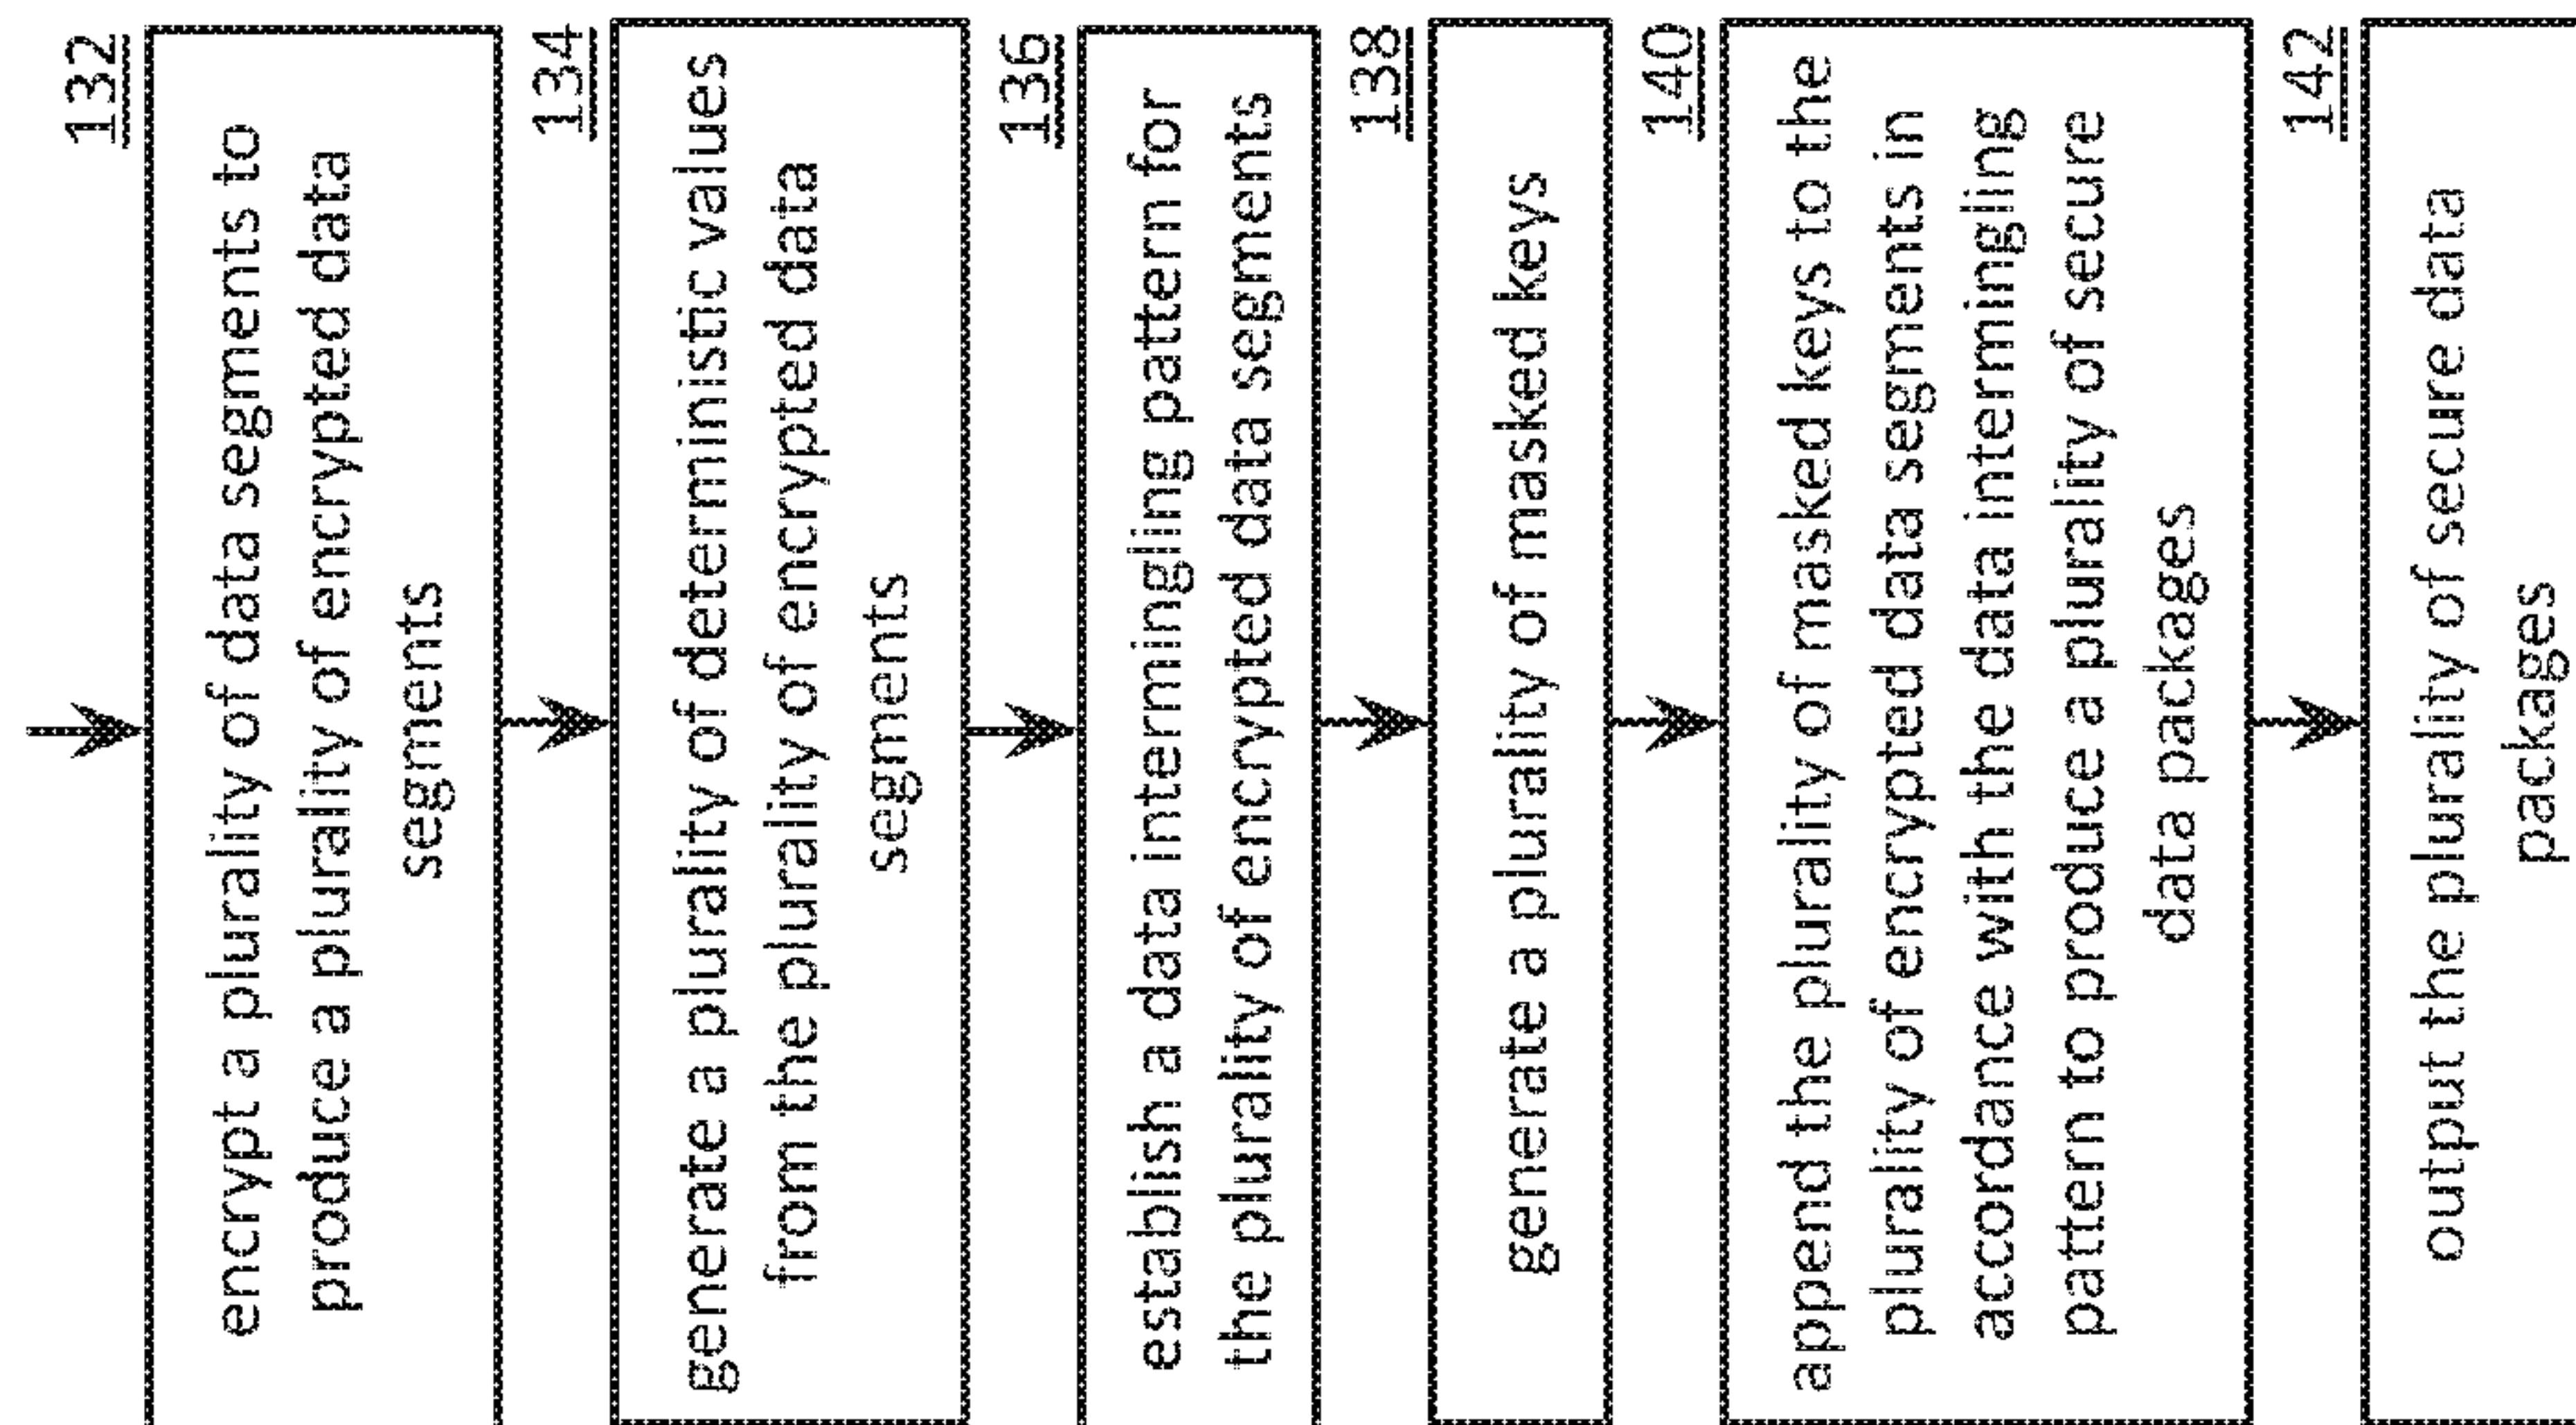 132
encrypt a plurality of data segments to
produce a plurality of encrypted data
segments
134
generate a plurality of deterministic values
from the plurality of encrypted data
segments
136
establish a data intermingling pattern for
the plurality of encrypted data segments
138
generate a plurality of masked keys
140
append the plurality of masked keys to the
plurality of encrypted data segments in
accordance with the data intermingling
pattern to produce a plurality of secure
data packages
142
output the plurality of secure data
packages